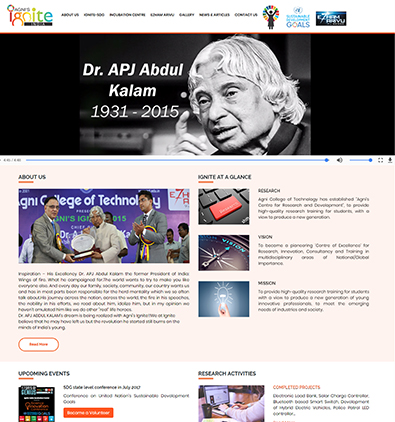 AGNI'S
ignite
INDIA
ABOUT US IGNITE SDG INCUBATION CENTRE EZHAM ARIVU GALLERY NEWS & ARTICLES CONTACT US
SUSTAINABLE
DEVELOPMENT
GOALS
EZHAM
ARIVU
Dr. APJ Abdul
Kalam
1931 - 2015
ABOUT US
Agni College of Technology
AGNI'S IGNITE 2015
Inspiration - His Excellency Dr. APJ Abdul Kalam the former President of India
Wings of fire. What he campaigned for,The world wants to try to make you like
everyone else. And every day our family, society, community, our country wants us
and has in most parts been responsible for the herd mentality which we so often
talk about.His journey across the nation, across the world, the fire in his speeches,
the nobility in his efforts, we read about him, idolize him, but in my opinion we
haven't emulated him like we do other "reel" life heroes.
Dr. APJ ABDUL KALAM's dream is being realized with Agni's Ignite.!We at Ignite
believe that he may have left us but the revolution he started still burns on the
minds of India's young.
Read More
IGNITE AT A GLANCE
RESEARCH
Agni College of Technology has established "Agni's
Centre for Research and Development", to provide
high-quality research training for students, with a
view to produce a new generation.
VISION
VISION
To become a pioneering 'Centre of Excellence' for
Research, Innovation, Consultancy and Training in
multidisciplinary areas of National/Global
Importance.
MISSION
To provide high quality research training for students
with a view to produce a new generation of young
innovative professionals, to meet the emerging
needs of industries and society.
UPCOMING EVENTS
SDG state level conference in July 2017
Conference on United Nation's Sustainable Development
Goals
Become a Volunteer
RESEARCH ACTIVITIES
COMPLETED PROJECTS
Electronic Load Bank, Solar Charge Controller,
Bluetooth based Smart Switch, Development
of Hybrid Electric Vehicles, Police Patrol LED
controller...